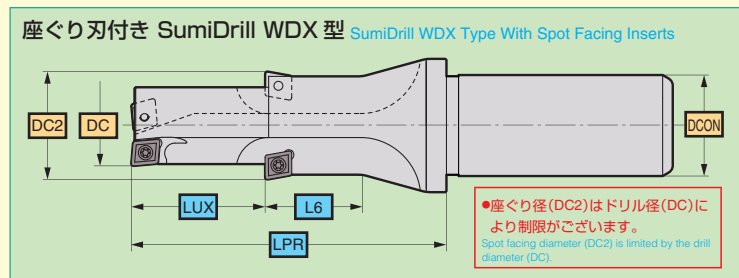 座ぐり刃付き SumiDrill WDX 型 SumiDrill WDX Type With Spot Facing Inserts
DC2
DC
DCON
LUX
L6
LPR
●座ぐり径(DC2)はドリル径(DC)に
より制限がございます。
Spot facing diameter (DC2) is limited by the drill
diameter (DC).